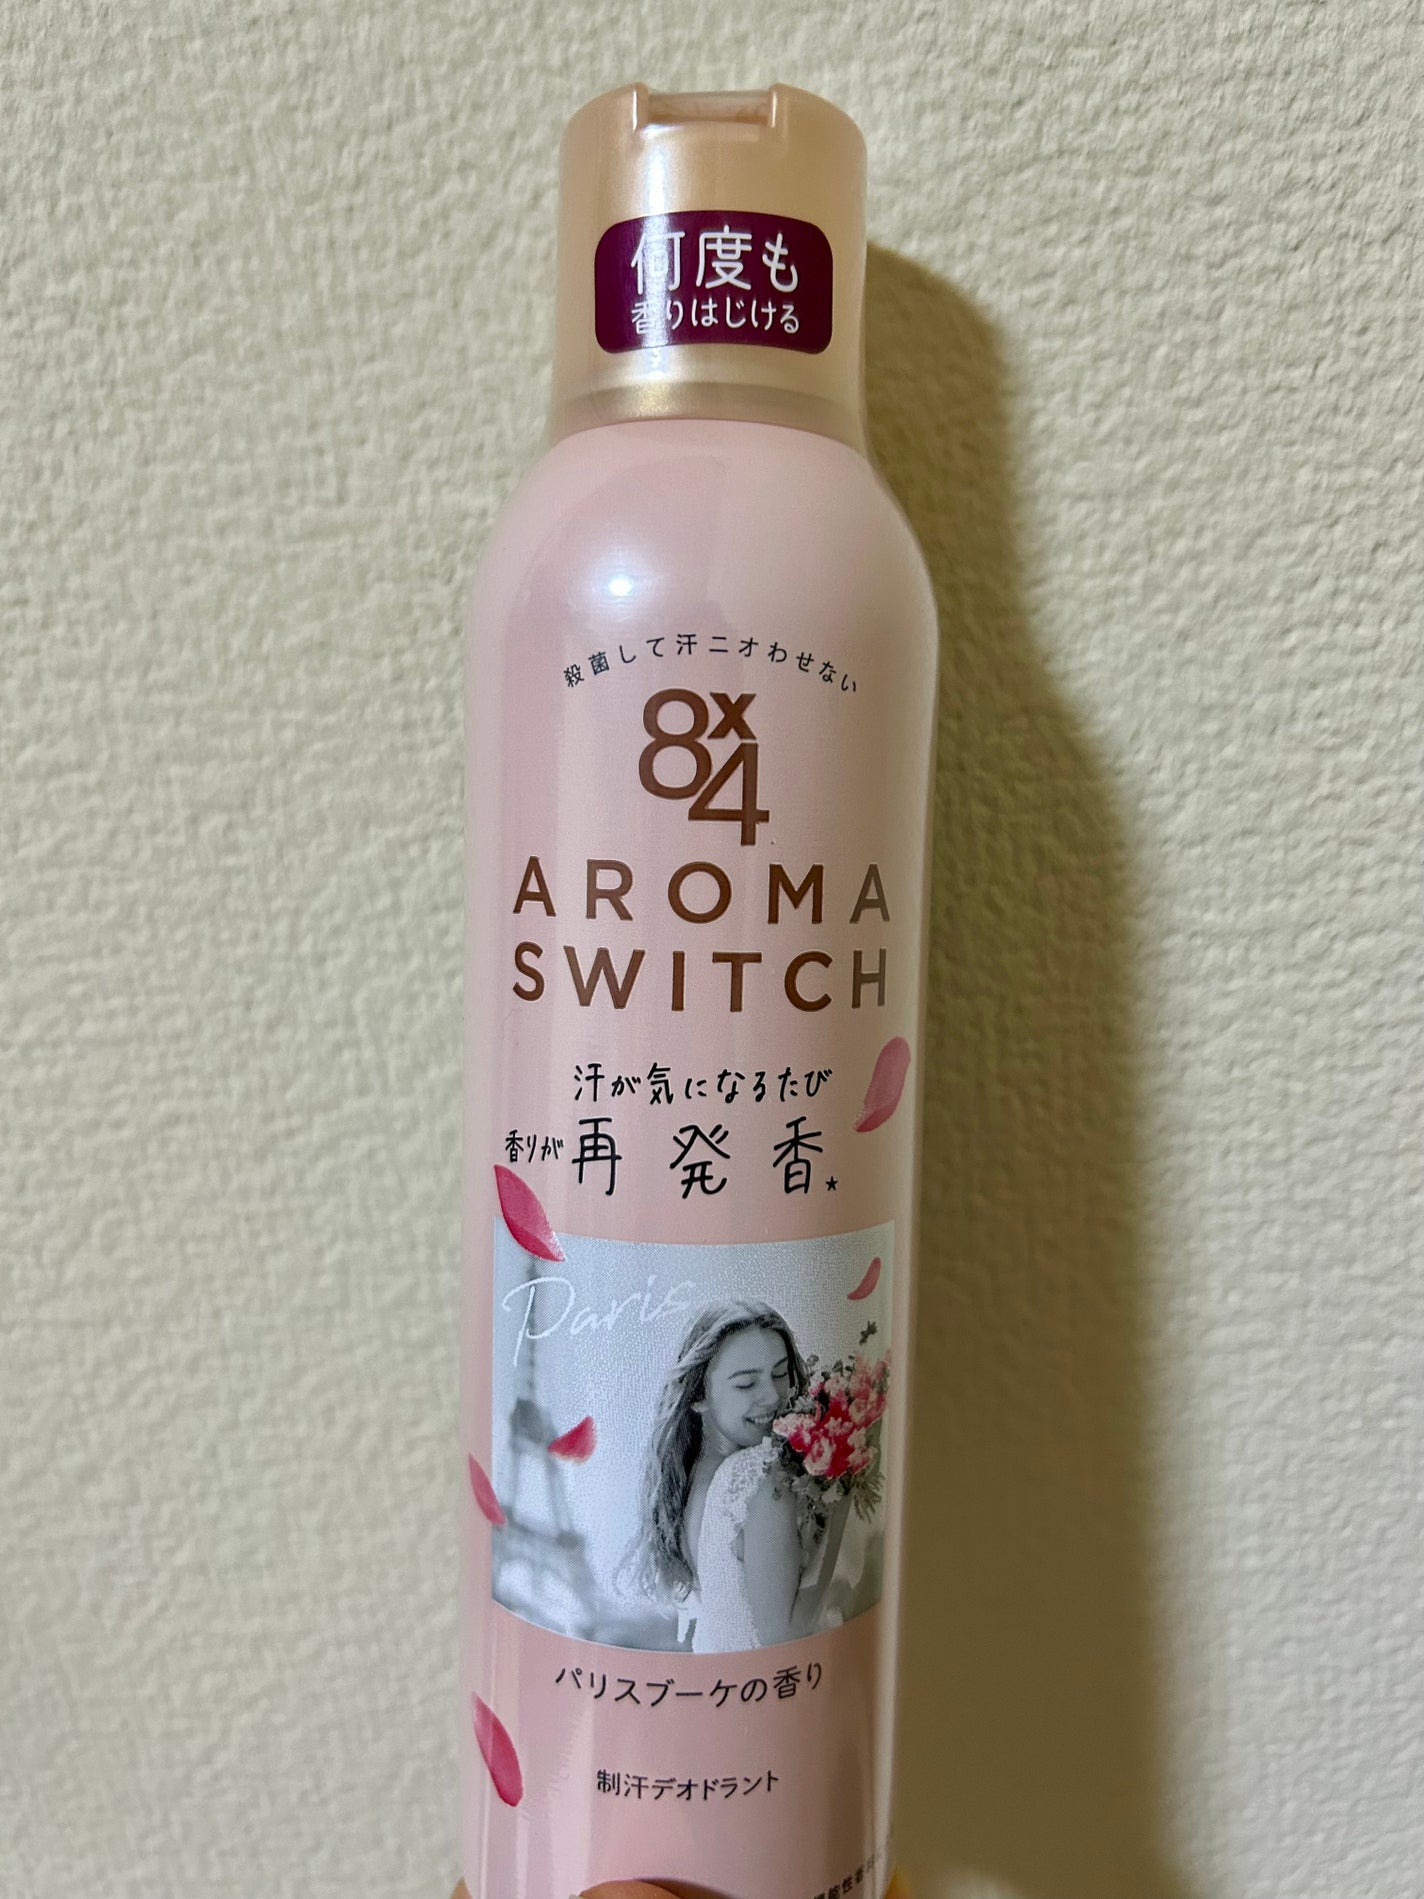 何度も
香りはじける
殺菌して汗ニオわせない
8x4
AROMA
SWITCH
汗が気になるたび
香りが再発香★
Paris
パリスブーケの香り
制汗デオドラント